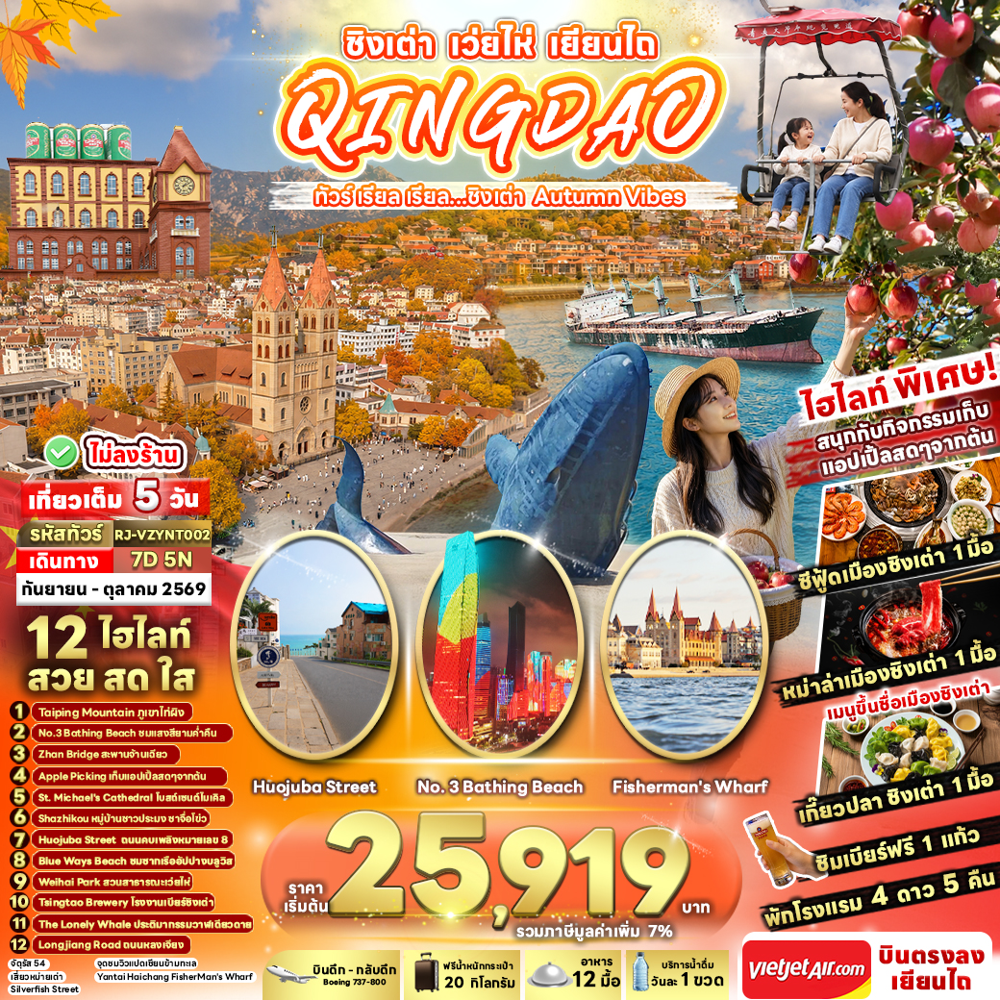 ชิงเต่า เว่ยไห่ เยียนไถ
QINGDAO
ทัวร์ เรียล เรียล...ชิงเต่า Autumn Vibes
ไฮไลท์ พิเศษ!
สนุกกับกิจกรรมเก็บ
แอปเปิ้ลสดๆจากต้น
ไม่ลงร้าน
เที่ยวเต็ม 5 วัน
รหัสทัวร์ RJ-VZYNT002
เดินทาง 7D 5N
กันยายน - ตุลาคม 2569
12 ไฮไลท์
สวย สด ใส
1 Taiping Mountain ภูเขาไท่ผิง
2 No.3 Bathing Beach ชมแสงสียามค่ำคืน
3 Zhan Bridge สะพานจ้านเฉียว
4 Apple Picking เก็บแอปเปิ้ลสดๆจากต้น
5 St. Michael's Cathedral โบสถ์เซนต์ไมเคิล
6 Shazhikou หมู่บ้านชาวประมง ชาจื่อโข่ว
7 Huojuba Street ถนนคบเพลิงหมายเลข 8
8 Blue Ways Beach ชมซากเรืออัปปางบลูวิส
9 Weihai Park สวนสาธารณะเว่ยไห่
10 Tsingtao Brewery โรงงานเบียร์ชิงเต่า
11 The Lonely Whale ประติมากรรมวาฬเดียวดาย
12 Longjiang Road ถนนหลงเจียง
จัตุรัส 54
เสี่ยวหม่ายเต่า
Silverfish Street
จุดชมวิวแปดเซียนข้ามทะเล
Yantai Haichang FisherMan's Wharf
Huojuba Street
No. 3 Bathing Beach
Fisherman's Wharf
ซีฟู้ดเมืองชิงเต่า 1 มื้อ
หม่าล่าเมืองชิงเต่า 1 มื้อ
เมนูขึ้นชื่อเมืองชิงเต่า
เกี๊ยวปลา ชิงเต่า 1 มื้อ
ชิมเบียร์ฟรี 1 แก้ว
พักโรงแรม 4 ดาว 5 คืน
ราคา
เริ่มต้น
25,919
บาท
รวมภาษีมูลค่าเพิ่ม 7%
บินดึก - กลับดึก
Boeing 737-800
ฟรีน้ำหนักกระเป๋า
20 กิโลกรัม
อาหาร
12 มื้อ
บริการน้ำดื่ม
วันละ 1 ขวด
vietjetAir.com
บินตรงลง
เยียนไถ